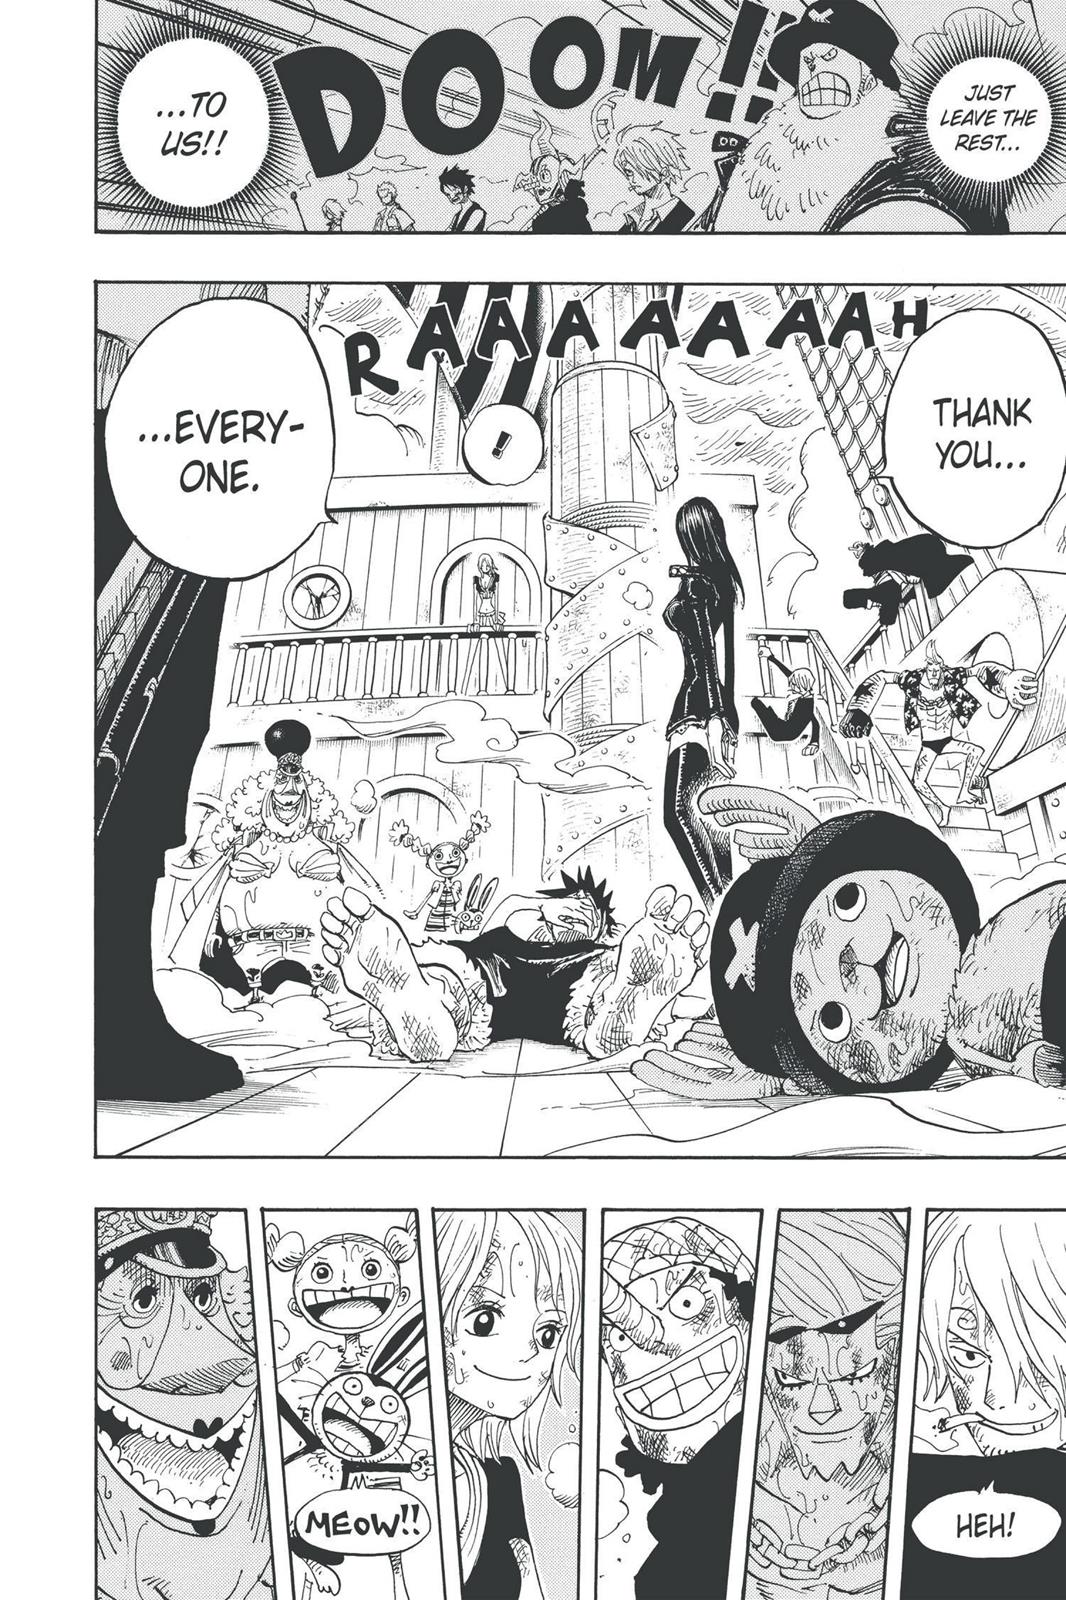 JUST
LEAVE THE
REST...
DOOM!!
...TO
US!!
THANK
YOU...
RAAAAAAAH
!
...EVERY-
ONE.
HEH!
MEOW!!